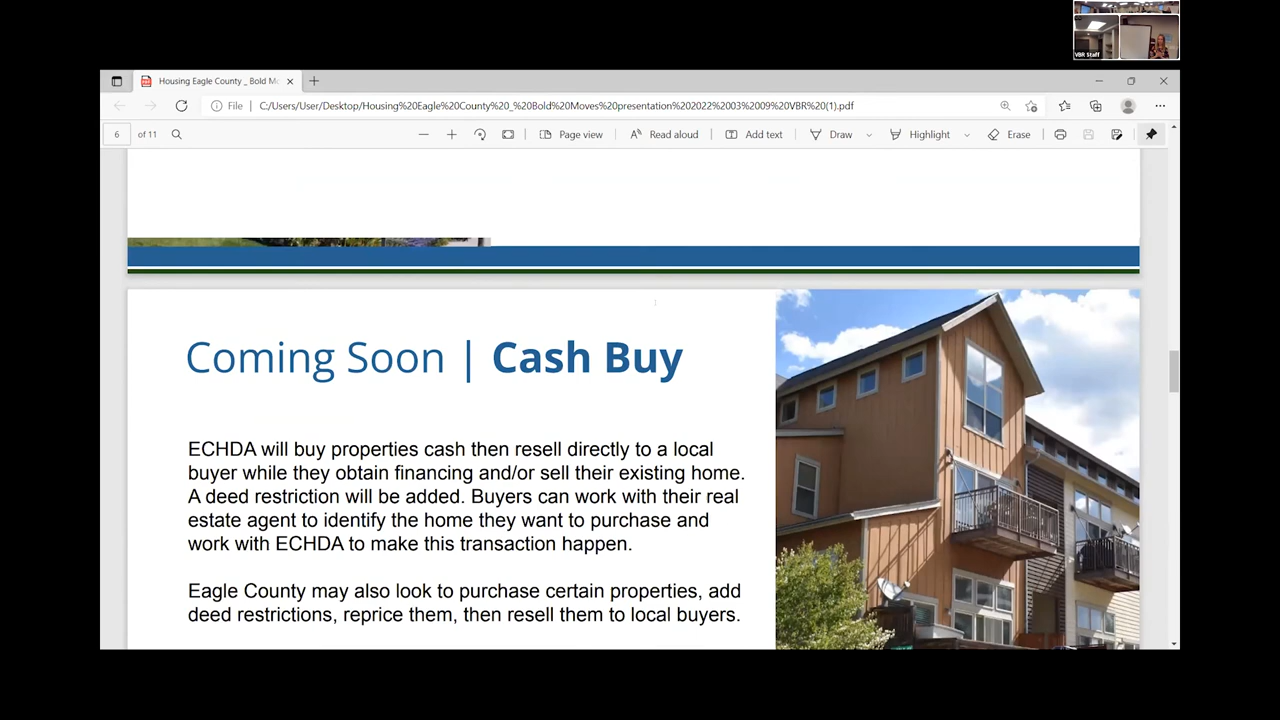 VBR Staff
Housing Eagle County _ Bold Mo
File
C:/Users/User/Desktop/Housing%20Eagle%20County%20_%20Bold%20Moves%20presentation%202022%2003%2009%20VBR%20(1).pdf
6 of 11
Page view
Read aloud
Add text
Draw
Highlight
Erase
Coming Soon | Cash Buy
ECHDA will buy properties cash then resell directly to a local
buyer while they obtain financing and/or sell their existing home.
A deed restriction will be added. Buyers can work with their real
estate agent to identify the home they want to purchase and
work with ECHDA to make this transaction happen.
Eagle County may also look to purchase certain properties, add
deed restrictions, reprice them, then resell them to local buyers.